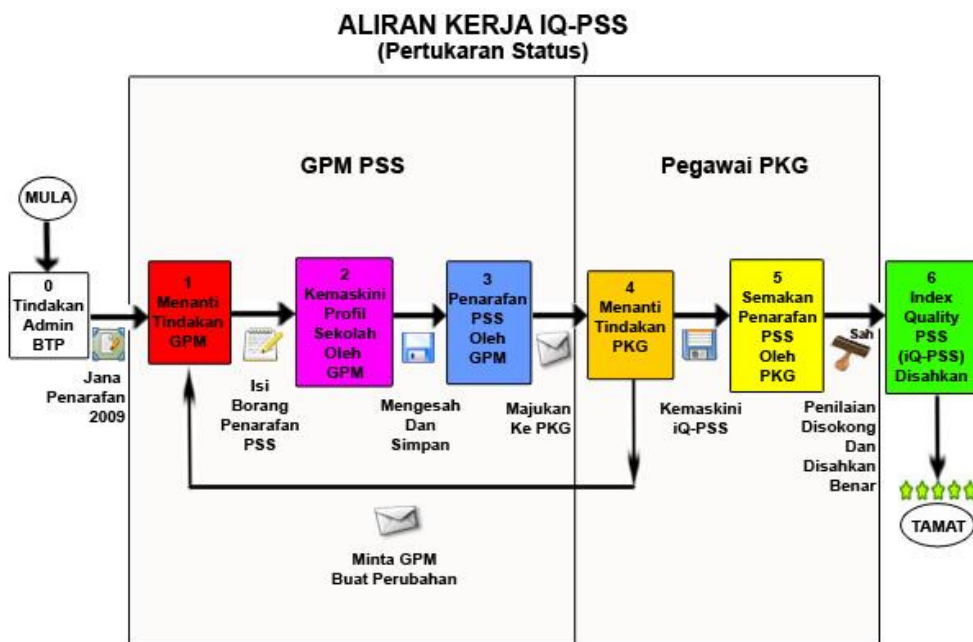 ALIRAN KERJA IQ-PSS
(Pertukaran Status)
GPM PSS
Pegawai PKG
MULA
0
Tindakan
Admin
BTP
Jana
Penarafan
2009
1
Menanti
Tindakan
GPM
Isi
Borang
Penarafan
PSS
2
Kemaskini
Profil
Sekolah
Oleh
GPM
Mengesah
Dan
Simpan
3
Penarafan
PSS
Oleh
GPM
Majukan
Ke PKG
4
Menanti
Tindakan
PKG
Kemaskini
iQ-PSS
5
Semakan
Penarafan
PSS
Oleh
PKG
Sah
Penilaian
Disokong
Dan
Disahkan
Benar
6
Index
Quality
PSS
(iQ-PSS)
Disahkan
TAMAT
Minta GPM
Buat Perubahan